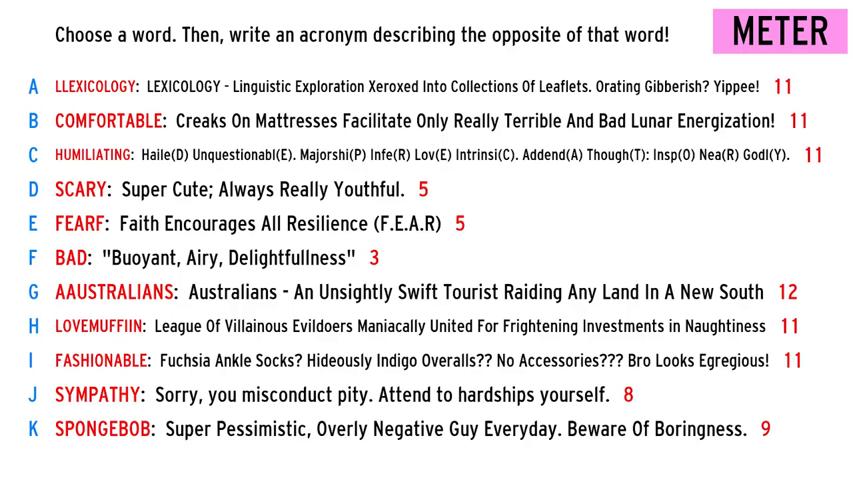 Choose a word. Then, write an acronym describing the opposite of that word!
METER
A LLEXICOLOGY: LEXICOLOGY - Linguistic Exploration Xeroxed Into Collections Of Leaflets. Orating Gibberish? Yippee! 11
B COMFORTABLE: Creaks On Mattresses Facilitate Only Really Terrible And Bad Lunar Energization! 11
C HUMILIATING: Haile(D) Unquestionabl(E). Majorshi(P) Infe(R) Lov(E) Intrinsi(C). Addend(A) Though(T): Insp(O) Nea(R) Godl(Y). 11
D SCARY: Super Cute; Always Really Youthful. 5
E FEARF: Faith Encourages All Resilience (F.E.A.R) 5
F BAD: "Buoyant, Airy, Delightfullness" 3
G AAUSTRALIANS: Australians - An Unsightly Swift Tourist Raiding Any Land In A New South 12
H LOVEMUFFIIN: League Of Villainous Evildoers Maniacally United For Frightening Investments in Naughtiness 11
I FASHIONABLE: Fuchsia Ankle Socks? Hideously Indigo Overalls?? No Accessories??? Bro Looks Egregious! 11
J SYMPATHY: Sorry, you misconduct pity. Attend to hardships yourself. 8
K SPONGEBOB: Super Pessimistic, Overly Negative Guy Everyday. Beware Of Boringness. 9